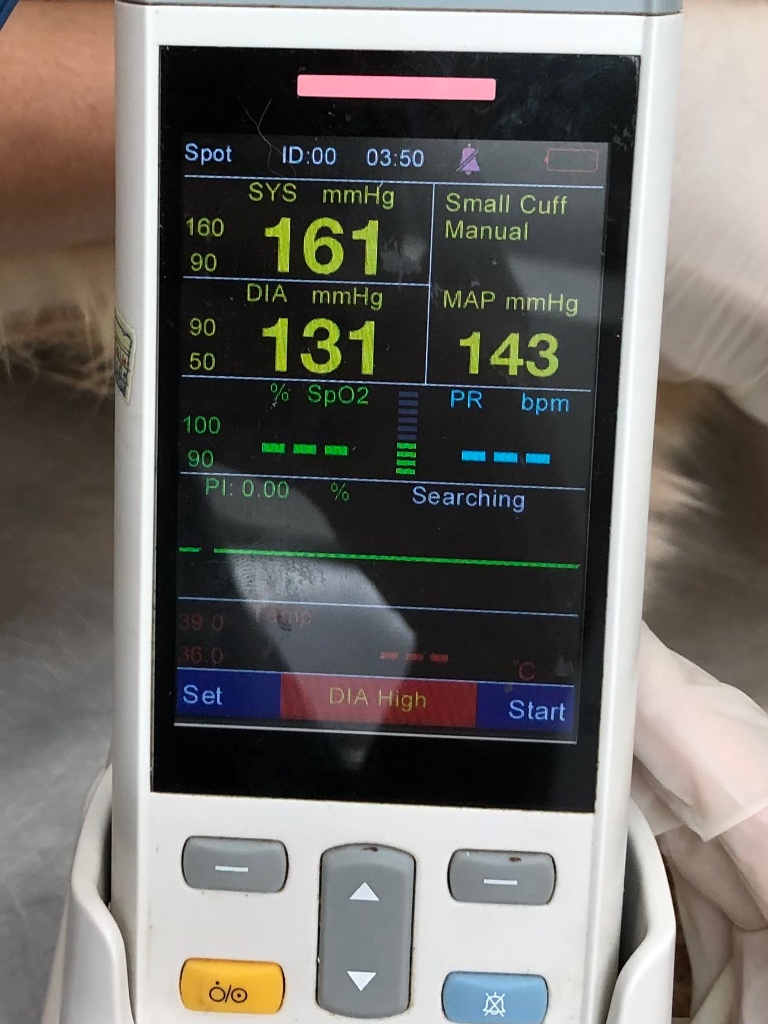 Spot ID:00 03:50
SYS mmHg
160
90
161
Small Cuff
Manual
DIA mmHg
90
50
131
MAP mmHg
143
% SpO2
100
90
--- 
PR bpm
---
PI: 0.00 %
Searching
39.0 Temp
36.0
--- °C
Set
DIA High
Start